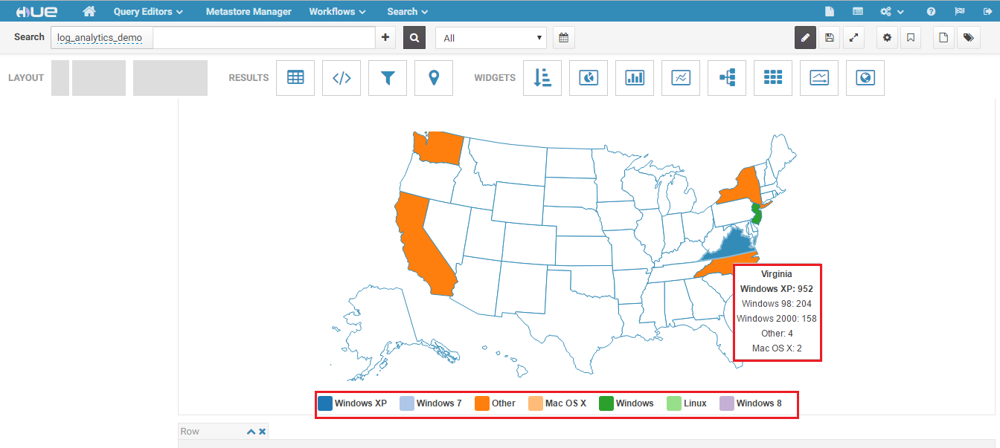 HUE Query Editors Metastore Manager Workflows Search
Search log_analytics_demo All
LAYOUT RESULTS WIDGETS
Virginia
Windows XP: 952
Windows 98: 204
Windows 2000: 158
Other: 4
Mac OS X: 2
Windows XP Windows 7 Other Mac OS X Windows Linux Windows 8
Row